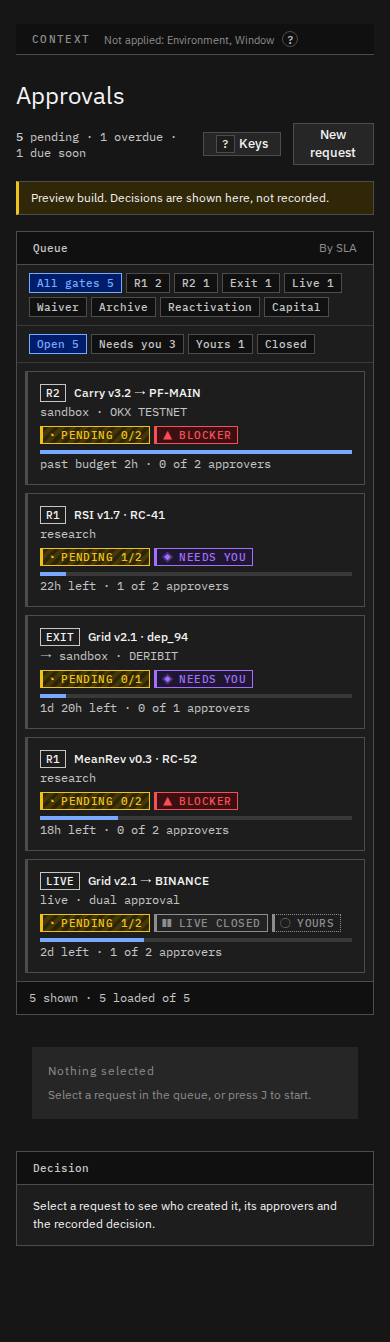 CONTEXT Not applied: Environment, Window ?
Approvals
5 pending · 1 overdue ·
1 due soon
? Keys
New
request
Preview build. Decisions are shown here, not recorded.
Queue By SLA
All gates 5 R1 2 R2 1 Exit 1 Live 1
Waiver Archive Reactivation Capital
Open 5 Needs you 3 Yours 1 Closed
R2 Carry v3.2 → PF-MAIN
sandbox · OKX TESTNET
PENDING 0/2 BLOCKER
past budget 2h · 0 of 2 approvers
R1 RSI v1.7 · RC-41
research
PENDING 1/2 NEEDS YOU
22h left · 1 of 2 approvers
EXIT Grid v2.1 · dep_94
→ sandbox · DERIBIT
PENDING 0/1 NEEDS YOU
1d 20h left · 0 of 1 approvers
R1 MeanRev v0.3 · RC-52
research
PENDING 0/2 BLOCKER
18h left · 0 of 2 approvers
LIVE Grid v2.1 → BINANCE
live · dual approval
PENDING 1/2 LIVE CLOSED YOURS
2d left · 1 of 2 approvers
5 shown · 5 loaded of 5
Nothing selected
Select a request in the queue, or press J to start.
Decision
Select a request to see who created it, its approvers and
the recorded decision.